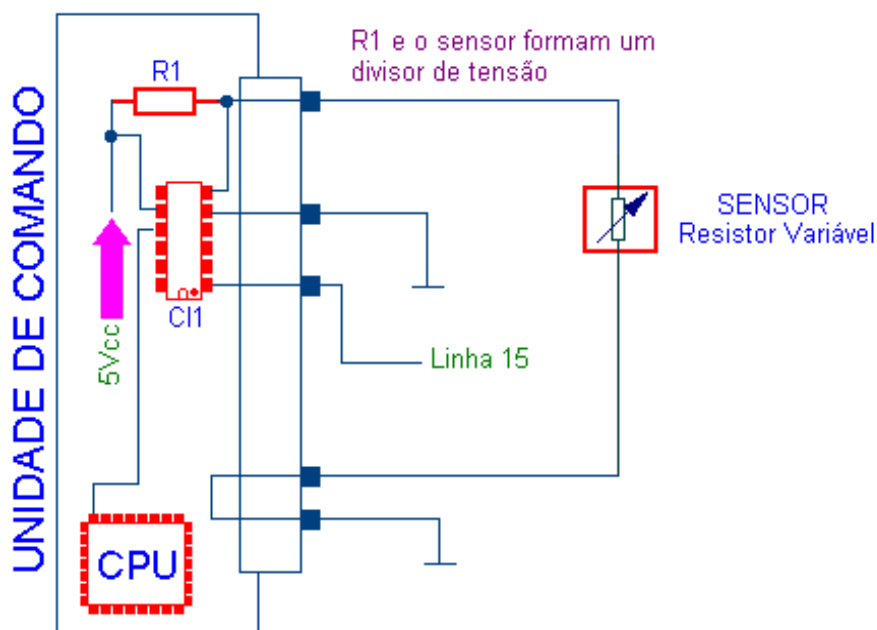 UNIDADE DE COMANDO
R1
R1 e o sensor formam um
divisor de tensão
SENSOR
Resistor Variável
CI1
5Vcc
Linha 15
CPU